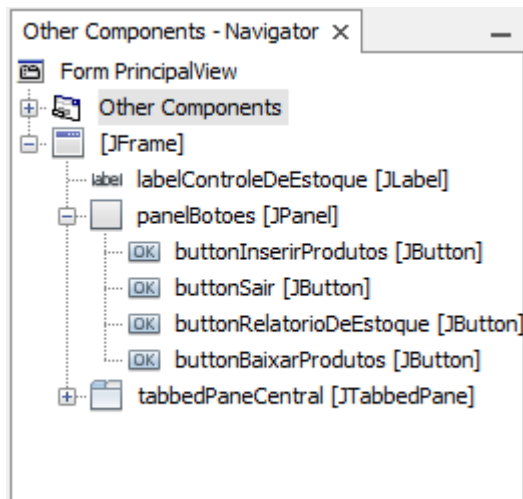 Other Components - Navigator ×
Form PrincipalView
Other Components
[JFrame]
label labelControleDeEstoque [JLabel]
panelBotoes [JPanel]
OK buttonInserirProdutos [JButton]
OK buttonSair [JButton]
OK buttonRelatorioDeEstoque [JButton]
OK buttonBaixarProdutos [JButton]
tabbedPaneCentral [JTabbedPane]